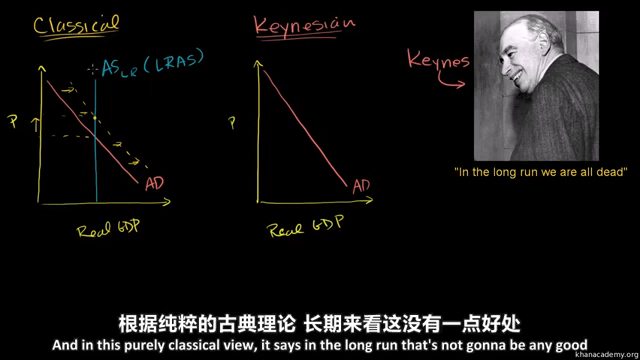 Classical
Keynesian
AS_LR (LRAS)
Keynes
P
P
AD
AD
Real GDP
Real GDP
"In the long run we are all dead"
根据纯粹的古典理论 长期来看这没有一点好处
And in this purely classical view, it says in the long run that's not gonna be any good
khanacademy.org